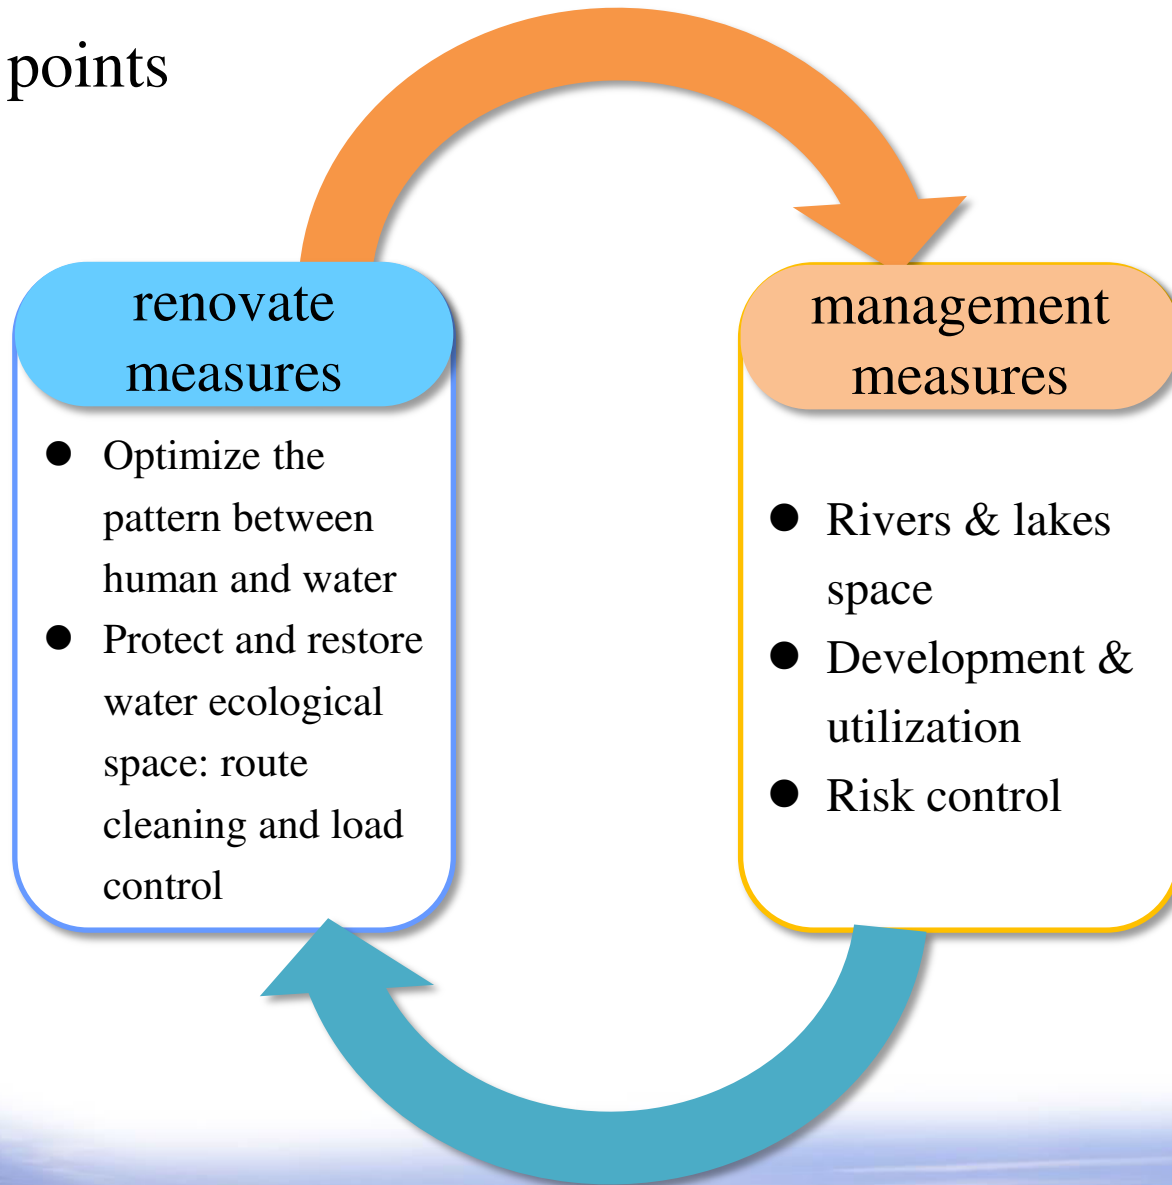 points
renovate
measures
● Optimize the
pattern between
human and water
● Protect and restore
water ecological
space: route
cleaning and load
control
management
measures
● Rivers & lakes
space
● Development &
utilization
● Risk control